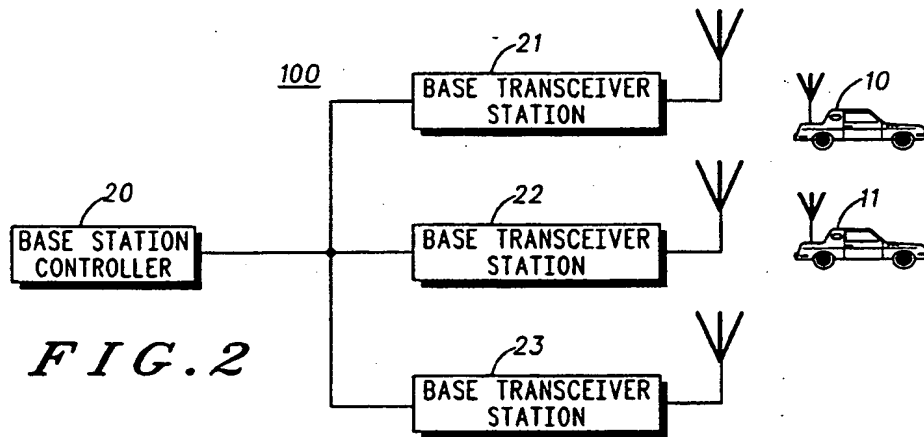 21
100
BASE TRANSCEIVER
STATION
10
20
22
11
BASE STATION
CONTROLLER
BASE TRANSCEIVER
STATION
23
FIG.2
BASE TRANSCEIVER
STATION